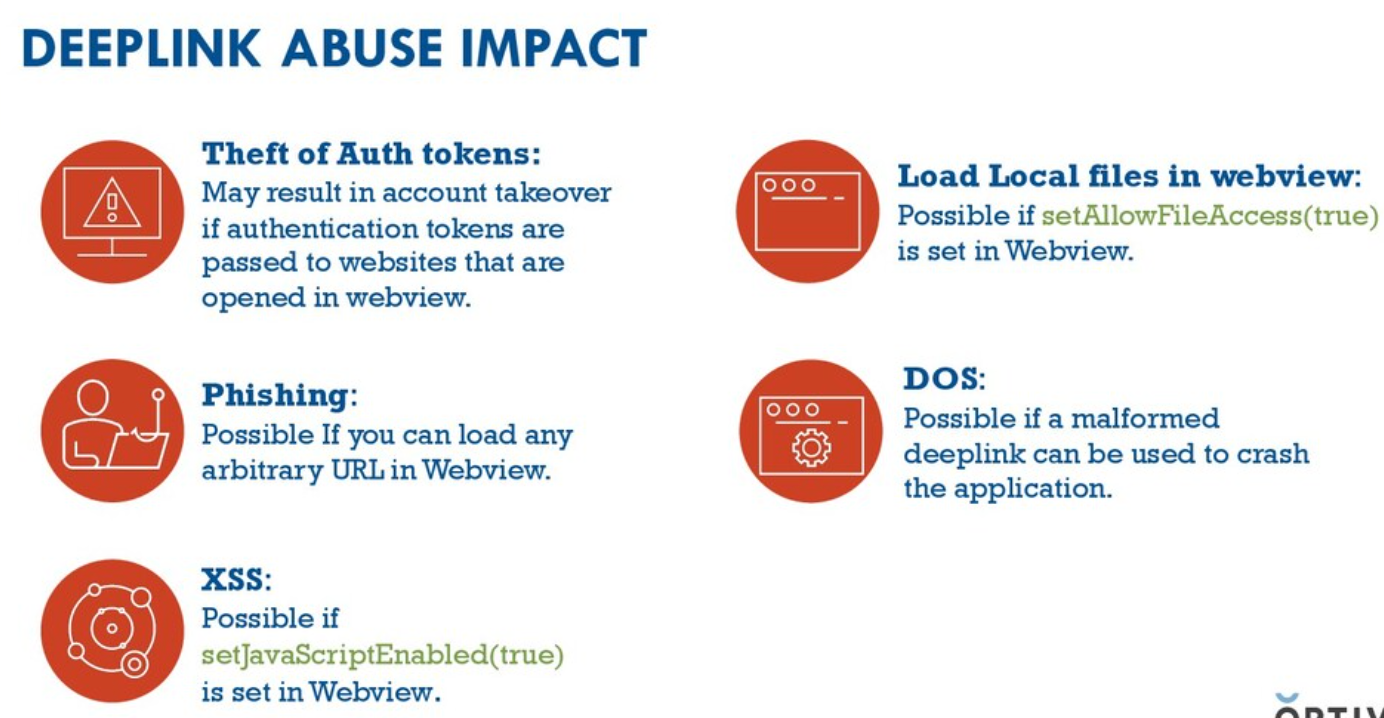 DEEPLINK ABUSE IMPACT
Theft of Auth tokens:
May result in account takeover
if authentication tokens are
passed to websites that are
opened in webview.
Phishing:
Possible If you can load any
arbitrary URL in Webview.
XSS:
Possible if
setJavaScriptEnabled(true)
is set in Webview.
Load Local files in webview:
Possible if setAllowFileAccess(true)
is set in Webview.
DOS:
Possible if a malformed
deeplink can be used to crash
the application.